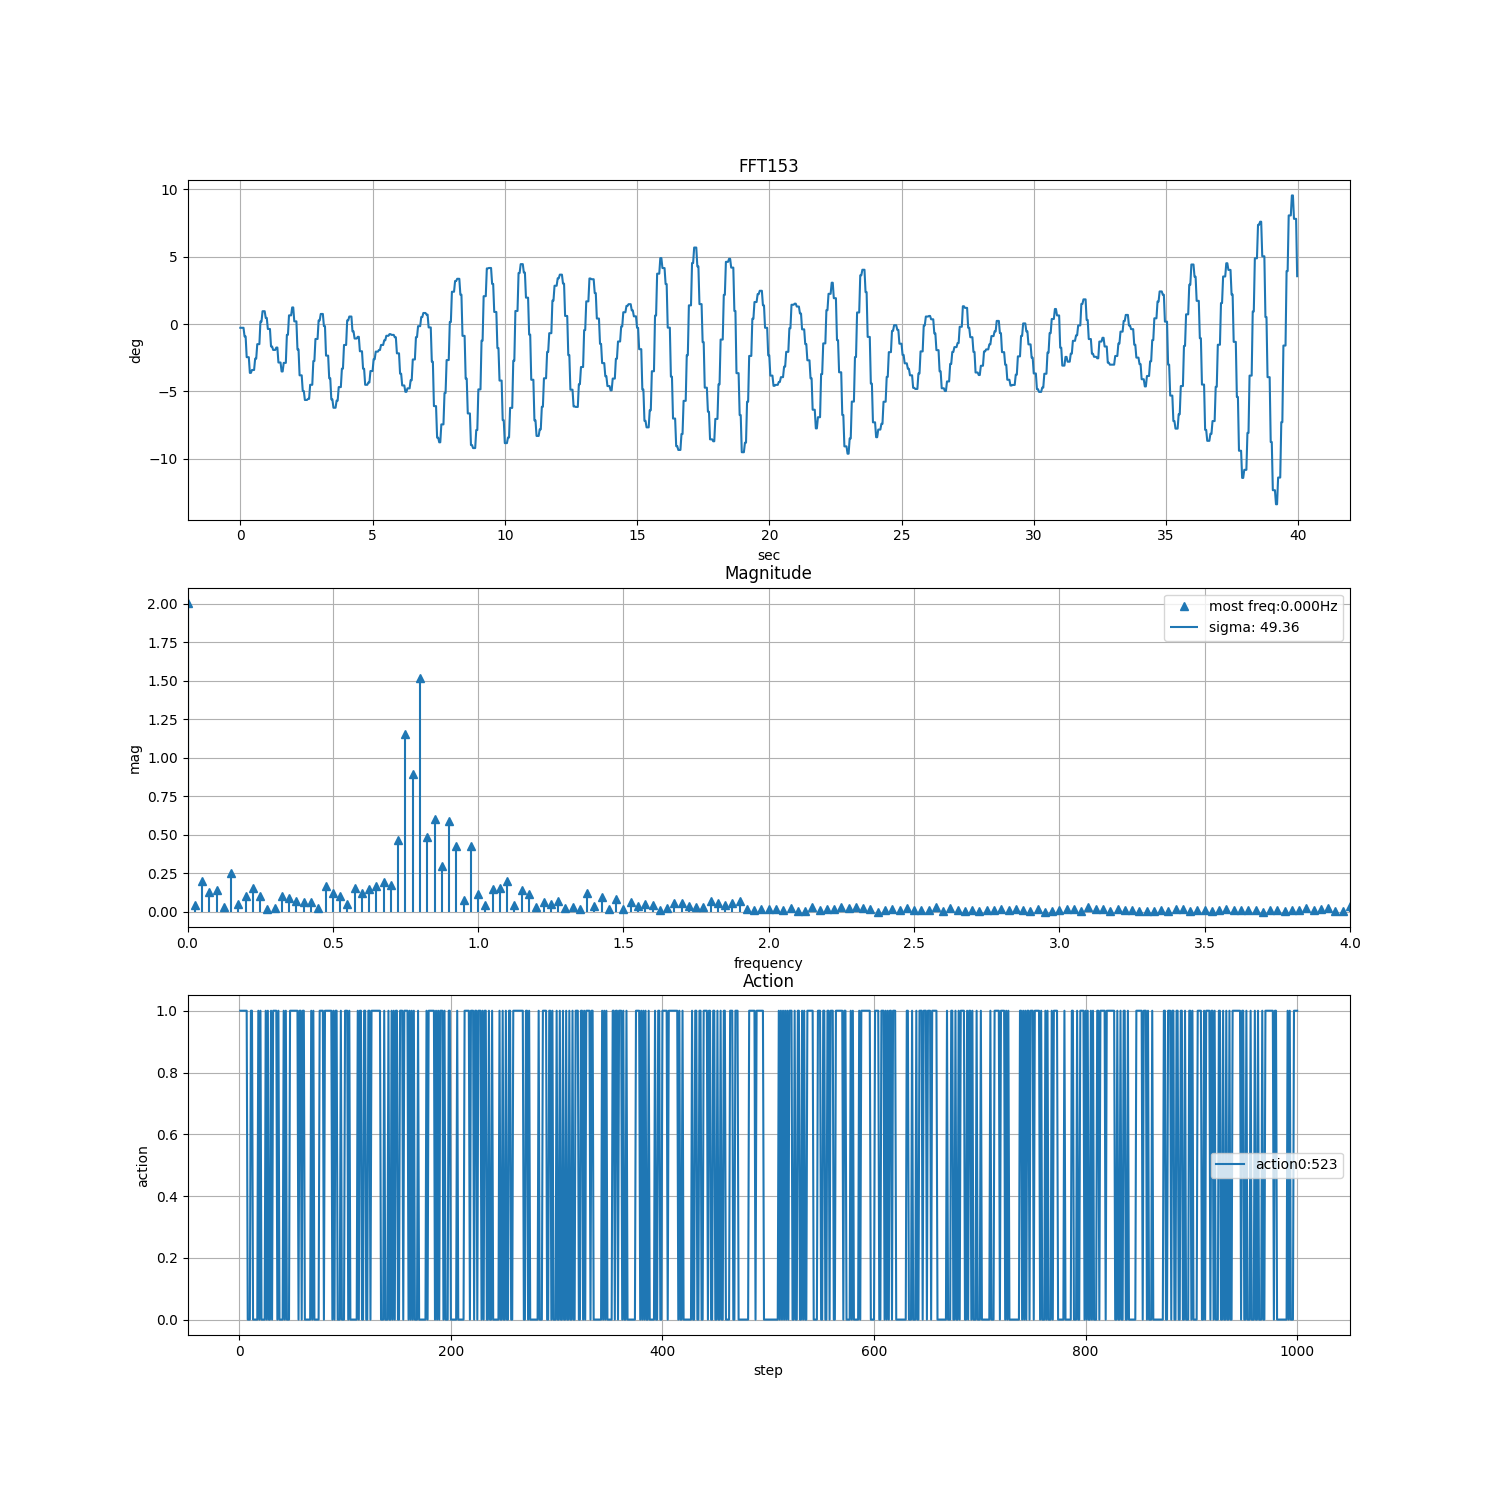 FFT153
10
5
0
−5
−10
deg
0 5 10 15 20 25 30 35 40
sec
Magnitude
2.00
1.75
1.50
1.25
1.00
0.75
0.50
0.25
0.00
mag
most freq:0.000Hz
sigma: 49.36
0.0 0.5 1.0 1.5 2.0 2.5 3.0 3.5 4.0
frequency
Action
1.0
0.8
0.6
0.4
0.2
0.0
action
action0:523
0 200 400 600 800 1000
step